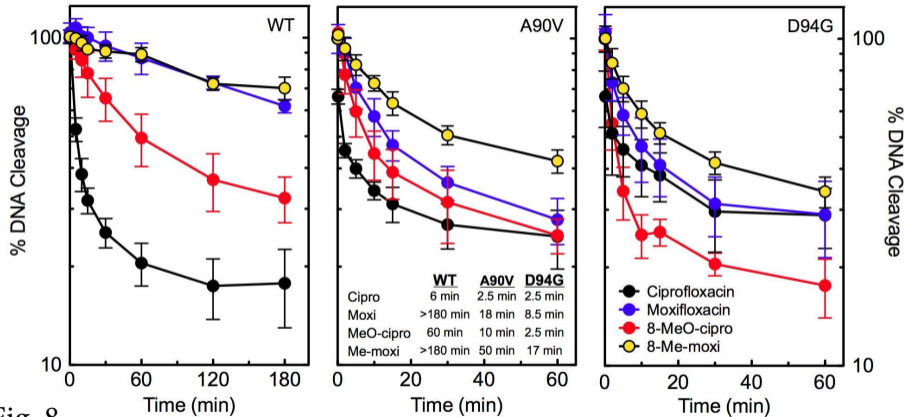 WT
A90V
D94G
100
10
% DNA Cleavage
0 60 120 180
Time (min)
0 20 40 60
Time (min)
0 20 40 60
Time (min)
100
10
% DNA Cleavage
WT A90V D94G
Cipro 6 min 2.5 min 2.5 min
Moxi >180 min 18 min 8.5 min
MeO-cipro 60 min 10 min 2.5 min
Me-moxi >180 min 50 min 17 min
Ciprofloxacin
Moxifloxacin
8-MeO-cipro
8-Me-moxi
Fig. 8